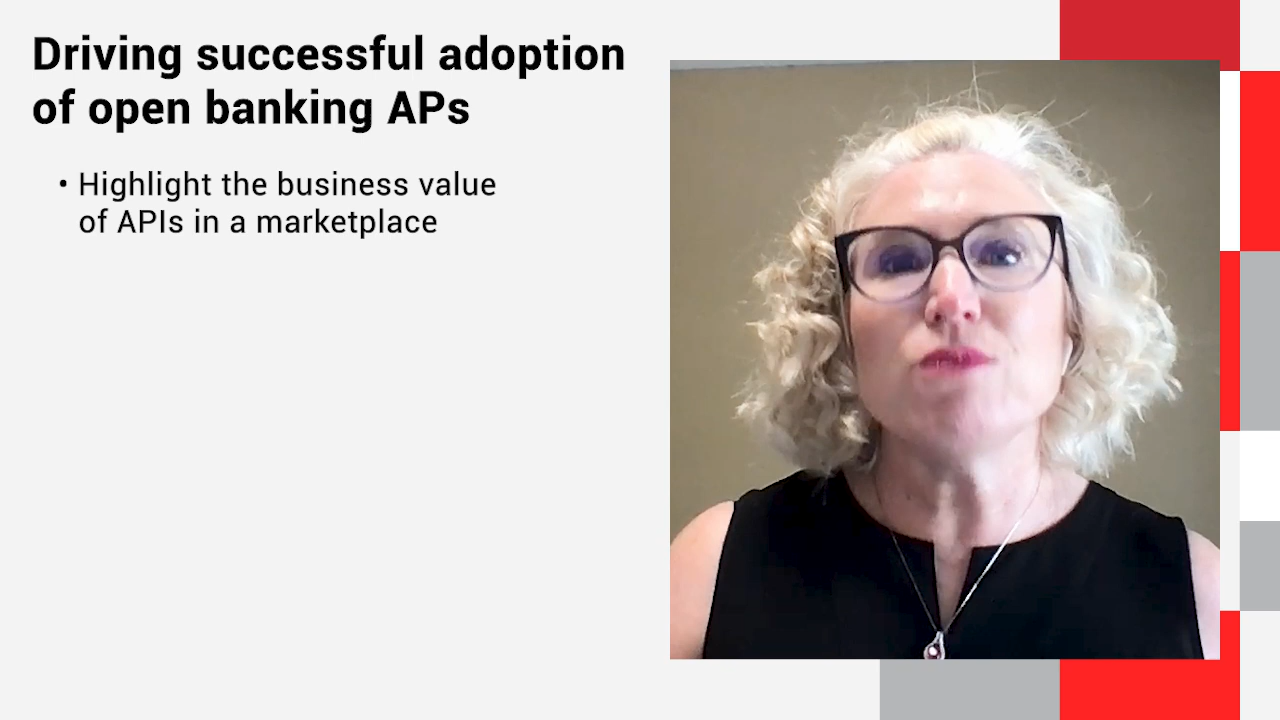 Driving successful adoption
of open banking APs
• Highlight the business value
of APIs in a marketplace